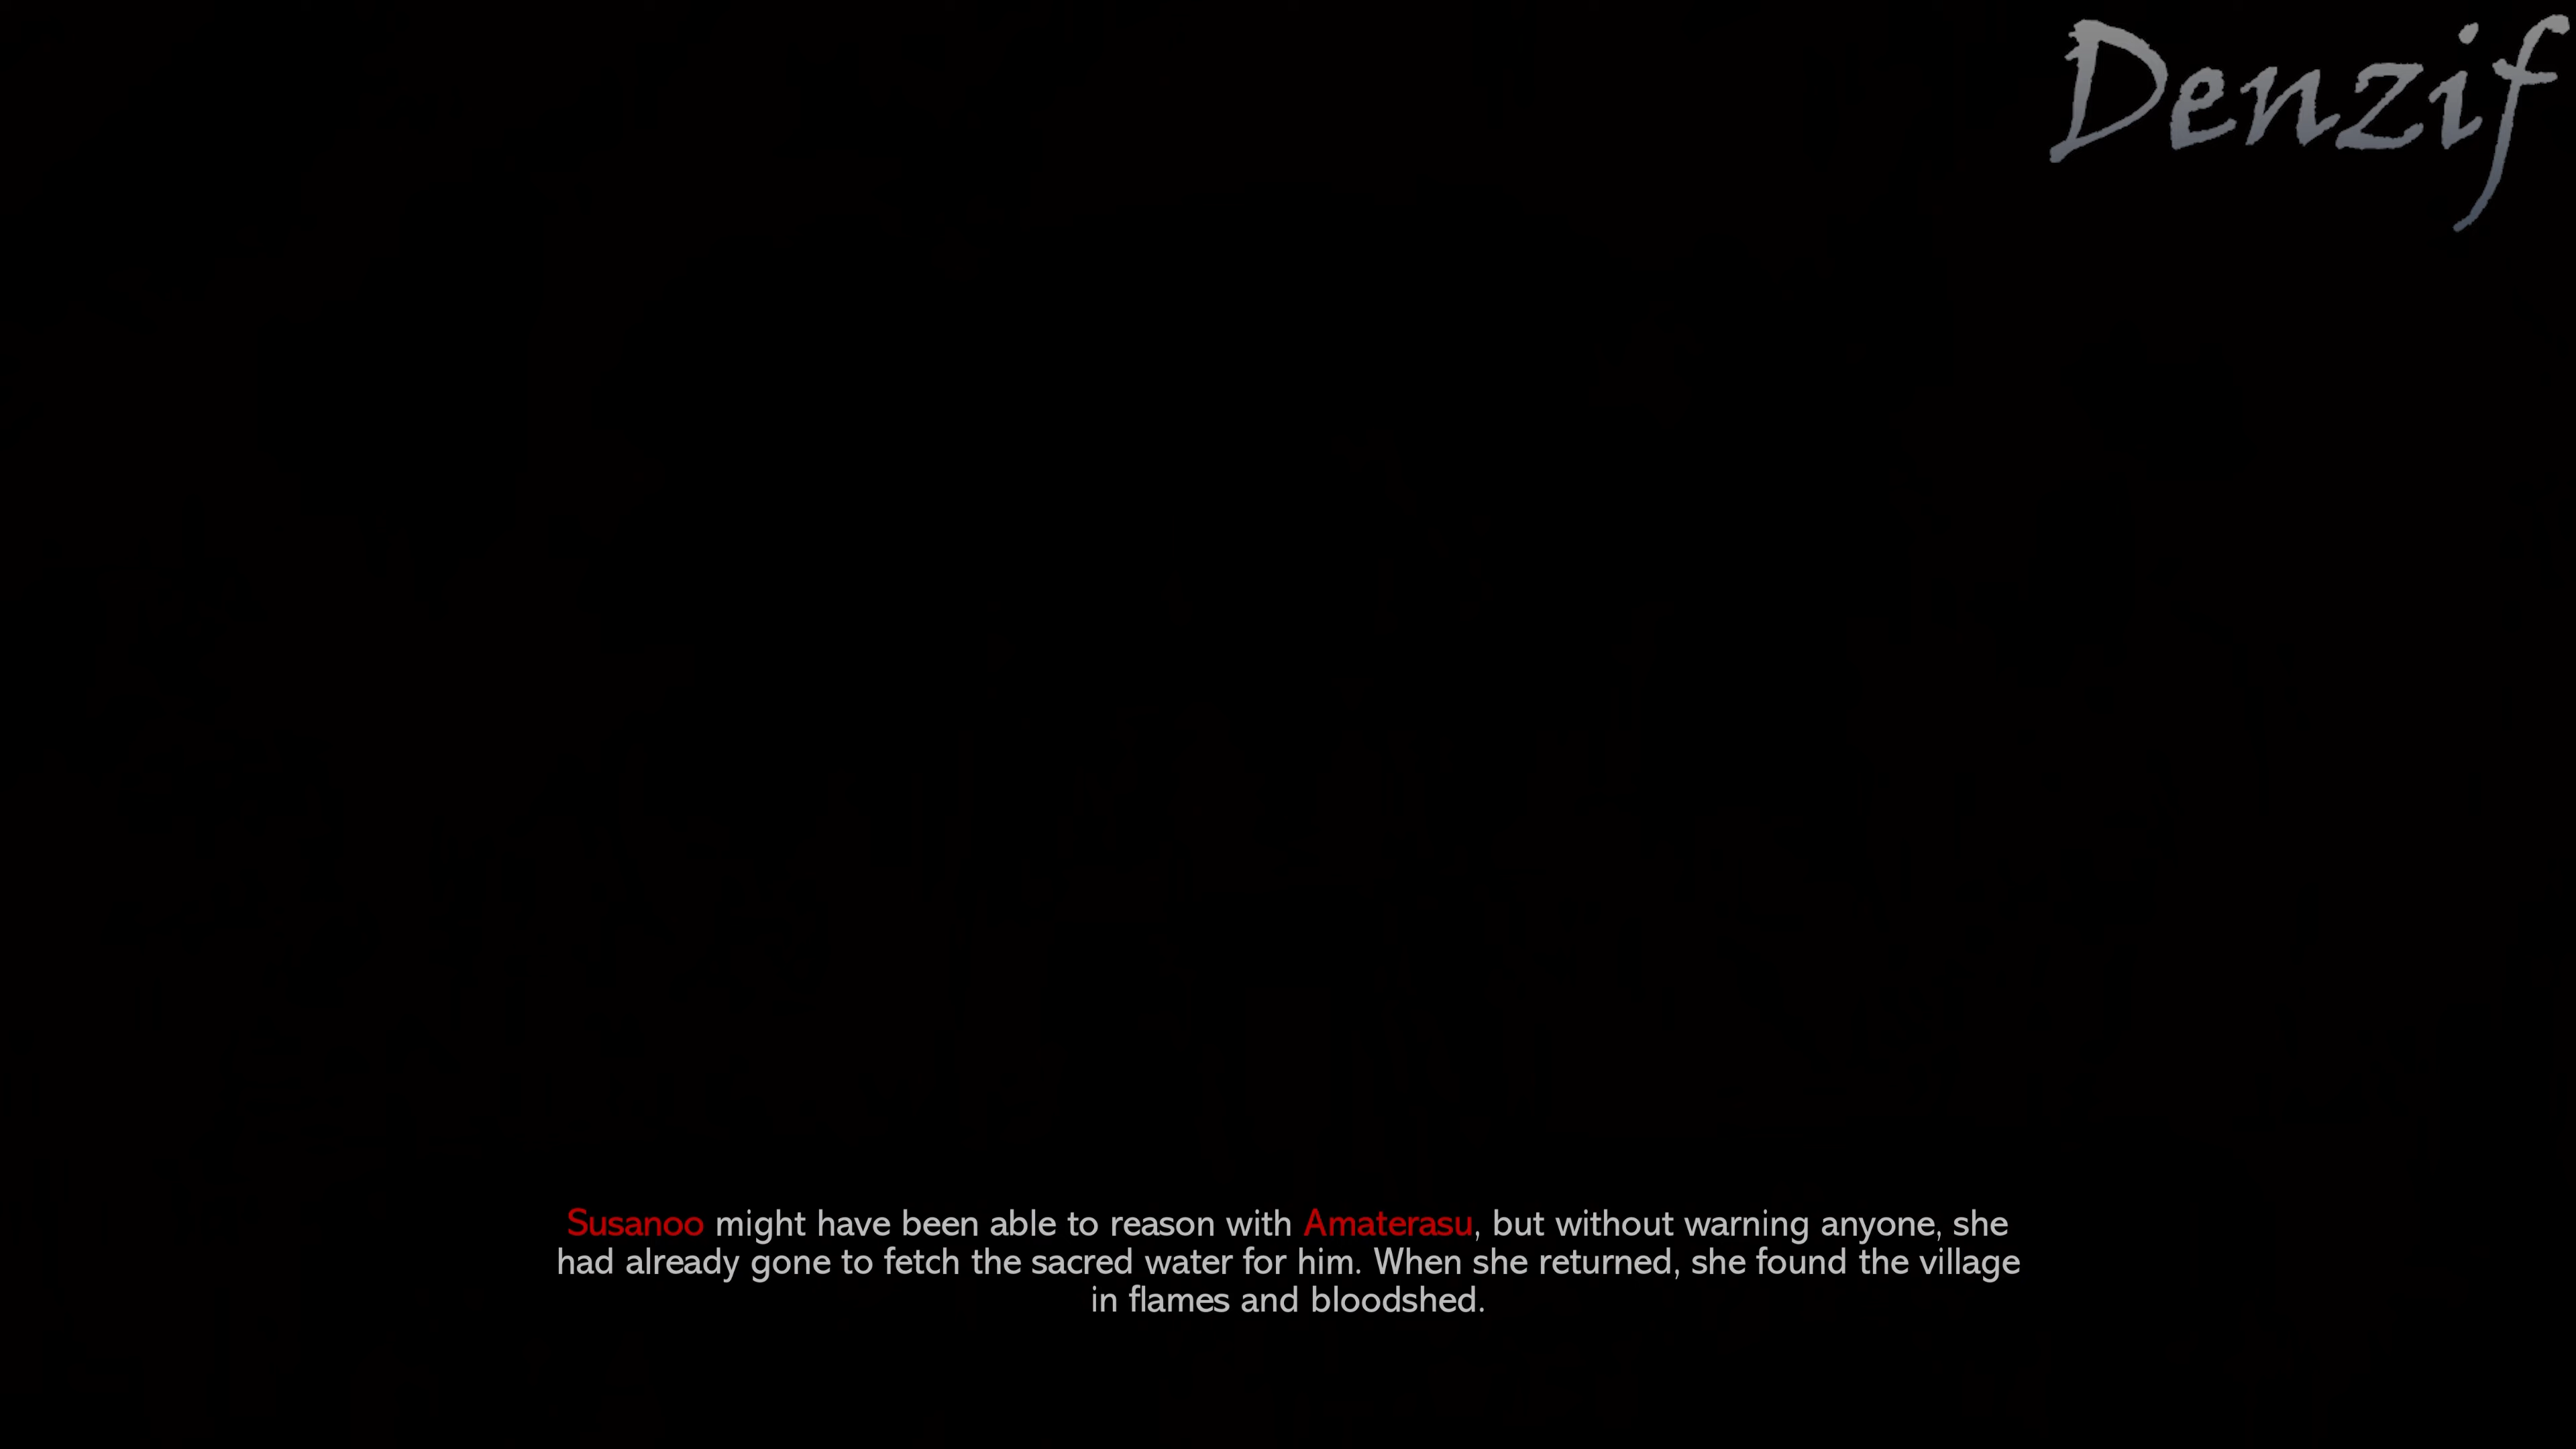 Denzif
Susanoo might have been able to reason with Amaterasu, but without warning anyone, she
had already gone to fetch the sacred water for him. When she returned, she found the village
in flames and bloodshed.